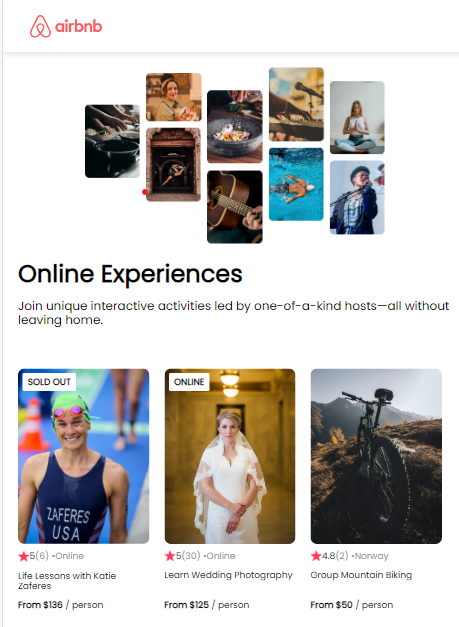 airbnb
Online Experiences
Join unique interactive activities led by one-of-a-kind hosts—all without
leaving home.
SOLD OUT
ZAFERES
USA
5(6) •Online
Life Lessons with Katie
Zaferes
From $136 / person
ONLINE
5(30) •Online
Learn Wedding Photography
From $125 / person
4.8(2) •Norway
Group Mountain Biking
From $50 / person